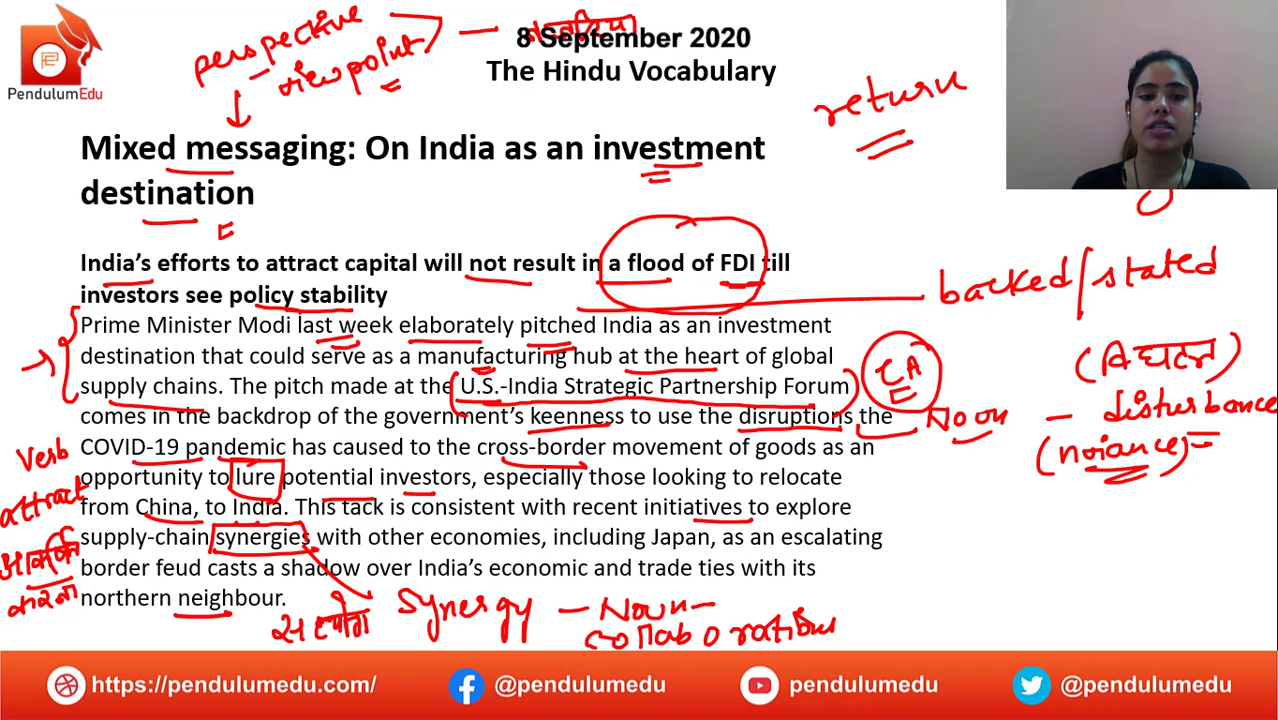 perspective
viewpoint
8 September 2020
The Hindu Vocabulary
return
PendulumEdu
Mixed messaging: On India as an investment
destination
India's efforts to attract capital will not result in a flood of FDI till
investors see policy stability
backed/stated
Prime Minister Modi last week elaborately pitched India as an investment
destination that could serve as a manufacturing hub at the heart of global
supply chains. The pitch made at the U.S.-India Strategic Partnership Forum
comes in the backdrop of the government's keenness to use the disruptions the
COVID-19 pandemic has caused to the cross-border movement of goods as an
opportunity to lure potential investors, especially those looking to relocate
from China, to India. This tack is consistent with recent initiatives to explore
supply-chain synergies with other economies, including Japan, as an escalating
border feud casts a shadow over India's economic and trade ties with its
northern neighbour.
(विघटन)
Noun - disturbance
(noiance)
Verb
attract
synergy - Noun -
collaborations
https://pendulumedu.com/
@pendulumedu
pendulumedu
@pendulumedu